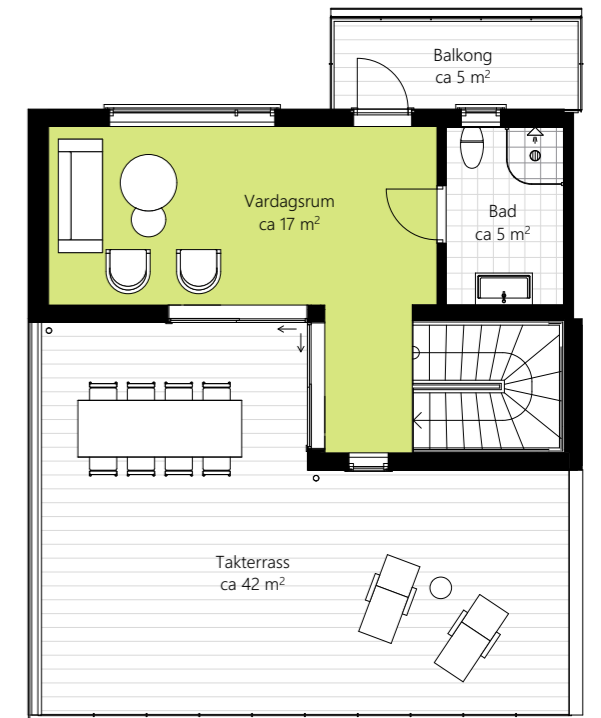 Balkong
ca 5 m²
Vardagsrum
ca 17 m²
Bad
ca 5 m²
Takterrass
ca 42 m²